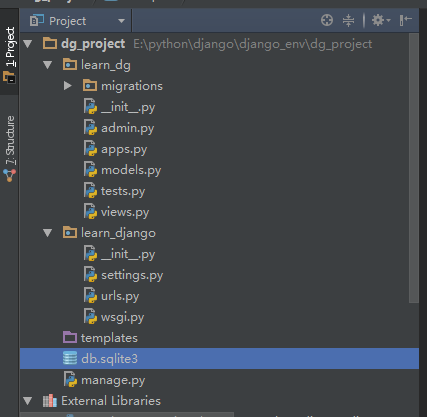 Project
1: Project
7: Structure
dg_project E:\python\django\django_env\dg_project
learn_dg
migrations
__init__.py
admin.py
apps.py
models.py
tests.py
views.py
learn_django
__init__.py
settings.py
urls.py
wsgi.py
templates
db.sqlite3
manage.py
External Libraries